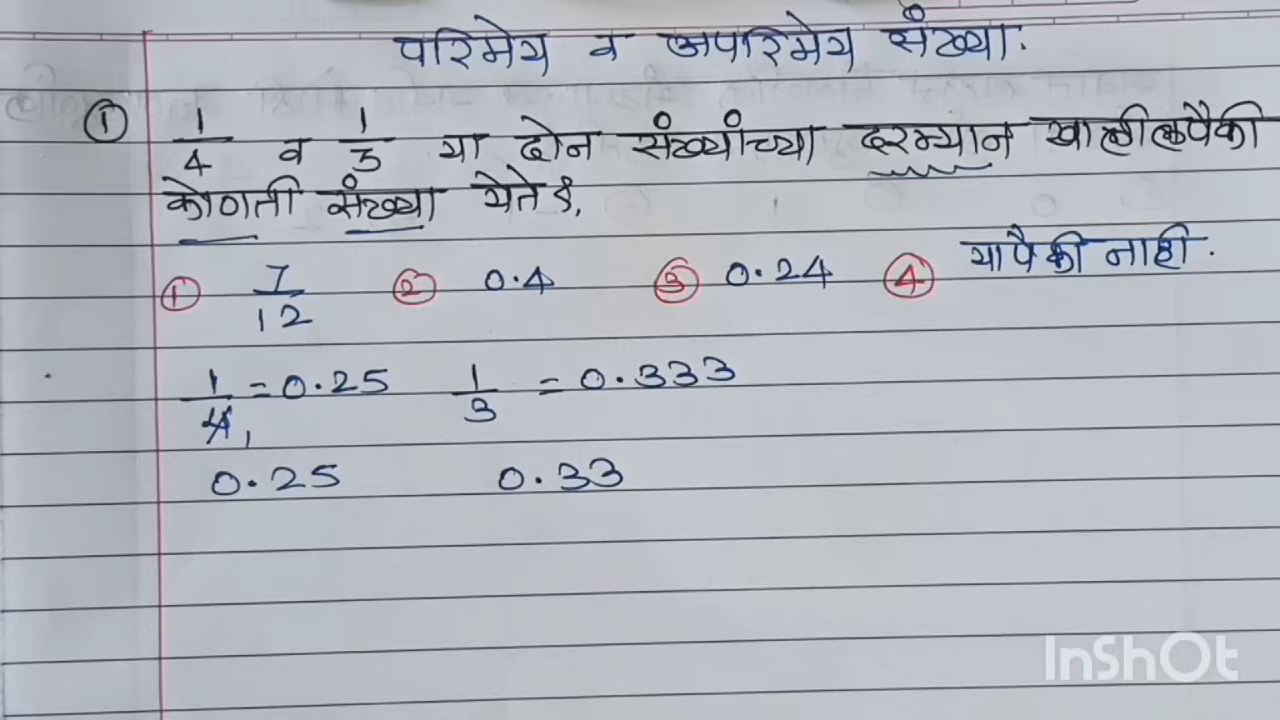 परिमेय व अपरिमेय संख्या.
① 1/4 व 1/3 या दोन संख्यांच्या दरम्यान खालीलपैकी
कोणती संख्या येते ?
① 7/12 ② 0.4 ③ 0.24 ④ यापैकी नाही.
1/4 = 0.25 1/3 = 0.333
0.25 0.33
InShOt